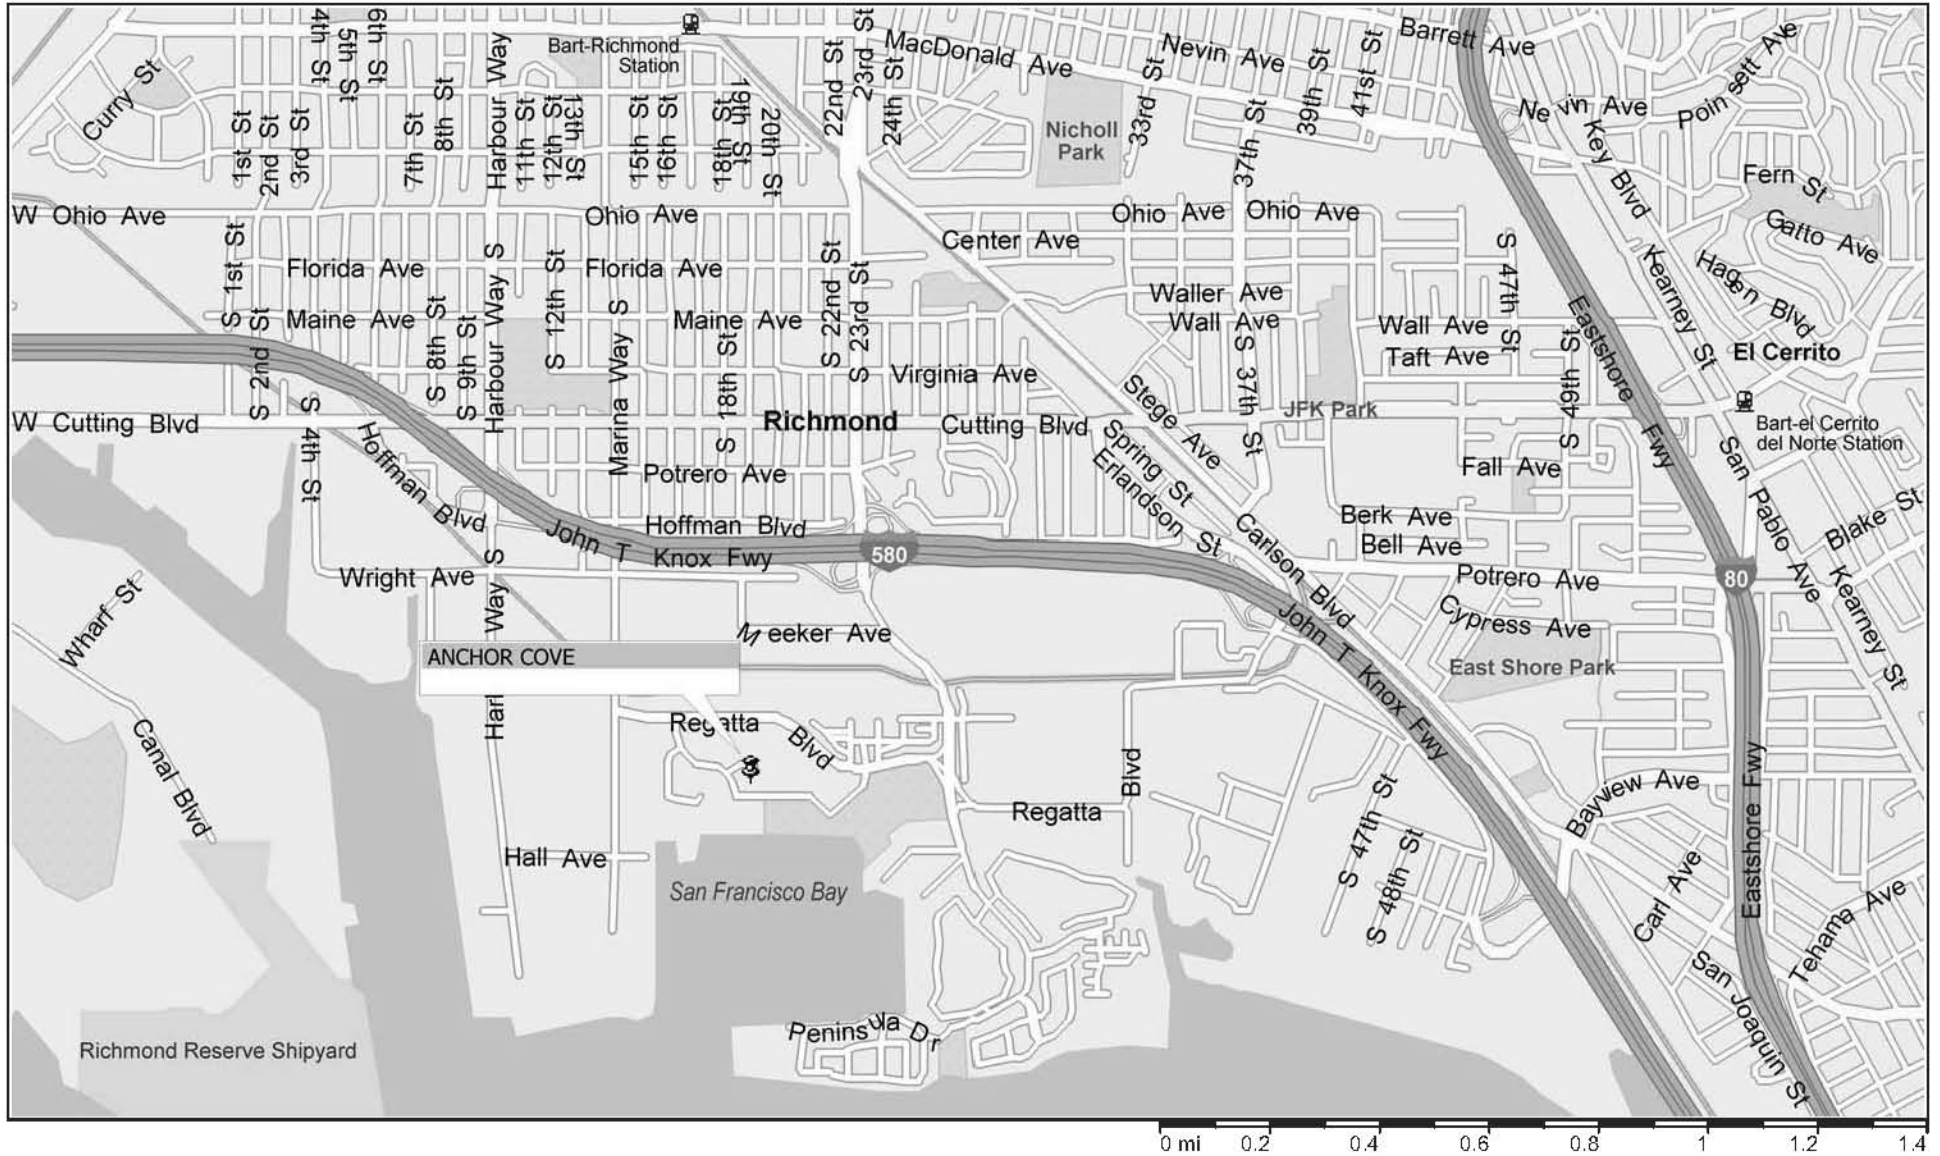 4th St
5th St
6th St
Harbour Way
Bart-Richmond
Station
22nd St
23rd St
24th St
MacDonald Ave
Nevin Ave
39th St
41st St
Barrett Ave
Poinsett Ave
Curry St
1st St
2nd St
3rd St
7th St
8th St
11th St
12th St
13th St
15th St
16th St
18th St
19th St
20th St
Nicholl
Park
33rd St
37th St
Nevin Ave
Key Blvd
Fern St
Gatto Ave
W Ohio Ave
Ohio Ave
Ohio Ave
Ohio Ave
Center Ave
S 1st St
Florida Ave
Harbour Way S
S 12th St
Florida Ave
S 22nd St
S 23rd St
S 47th St
Kearney St
Hagen Blvd
Waller Ave
Wall Ave
Wall Ave
Taft Ave
Maine Ave
S 2nd St
S 8th St
S 9th St
Marina Way S
Maine Ave
S 18th St
Virginia Ave
S 37th St
Stege Ave
S 49th St
Eastshore Fwy
El Cerrito
Bart-el Cerrito
del Norte Station
JFK Park
W Cutting Blvd
S 4th St
Richmond
Cutting Blvd
Spring St
Erlandson St
Fall Ave
San Pablo Ave
Hoffman Blvd
Potrero Ave
Hoffman Blvd
John T Knox Fwy
580
Carlson Blvd
Berk Ave
Bell Ave
Potrero Ave
80
Blake St
Kearney St
Wright Ave
Wharf St
Har Way S
Meeker Ave
ANCHOR COVE
John T Knox Fwy
Cypress Ave
East Shore Park
Canal Blvd
Regatta Blvd
Regatta Blvd
Bayview Ave
Eastshore Fwy
S 47th St
S 48th St
Hall Ave
San Francisco Bay
Carl Ave
Tehama Ave
San Joaquin St
Peninsula Dr
Richmond Reserve Shipyard
0 mi 0.2 0.4 0.6 0.8 1 1.2 1.4